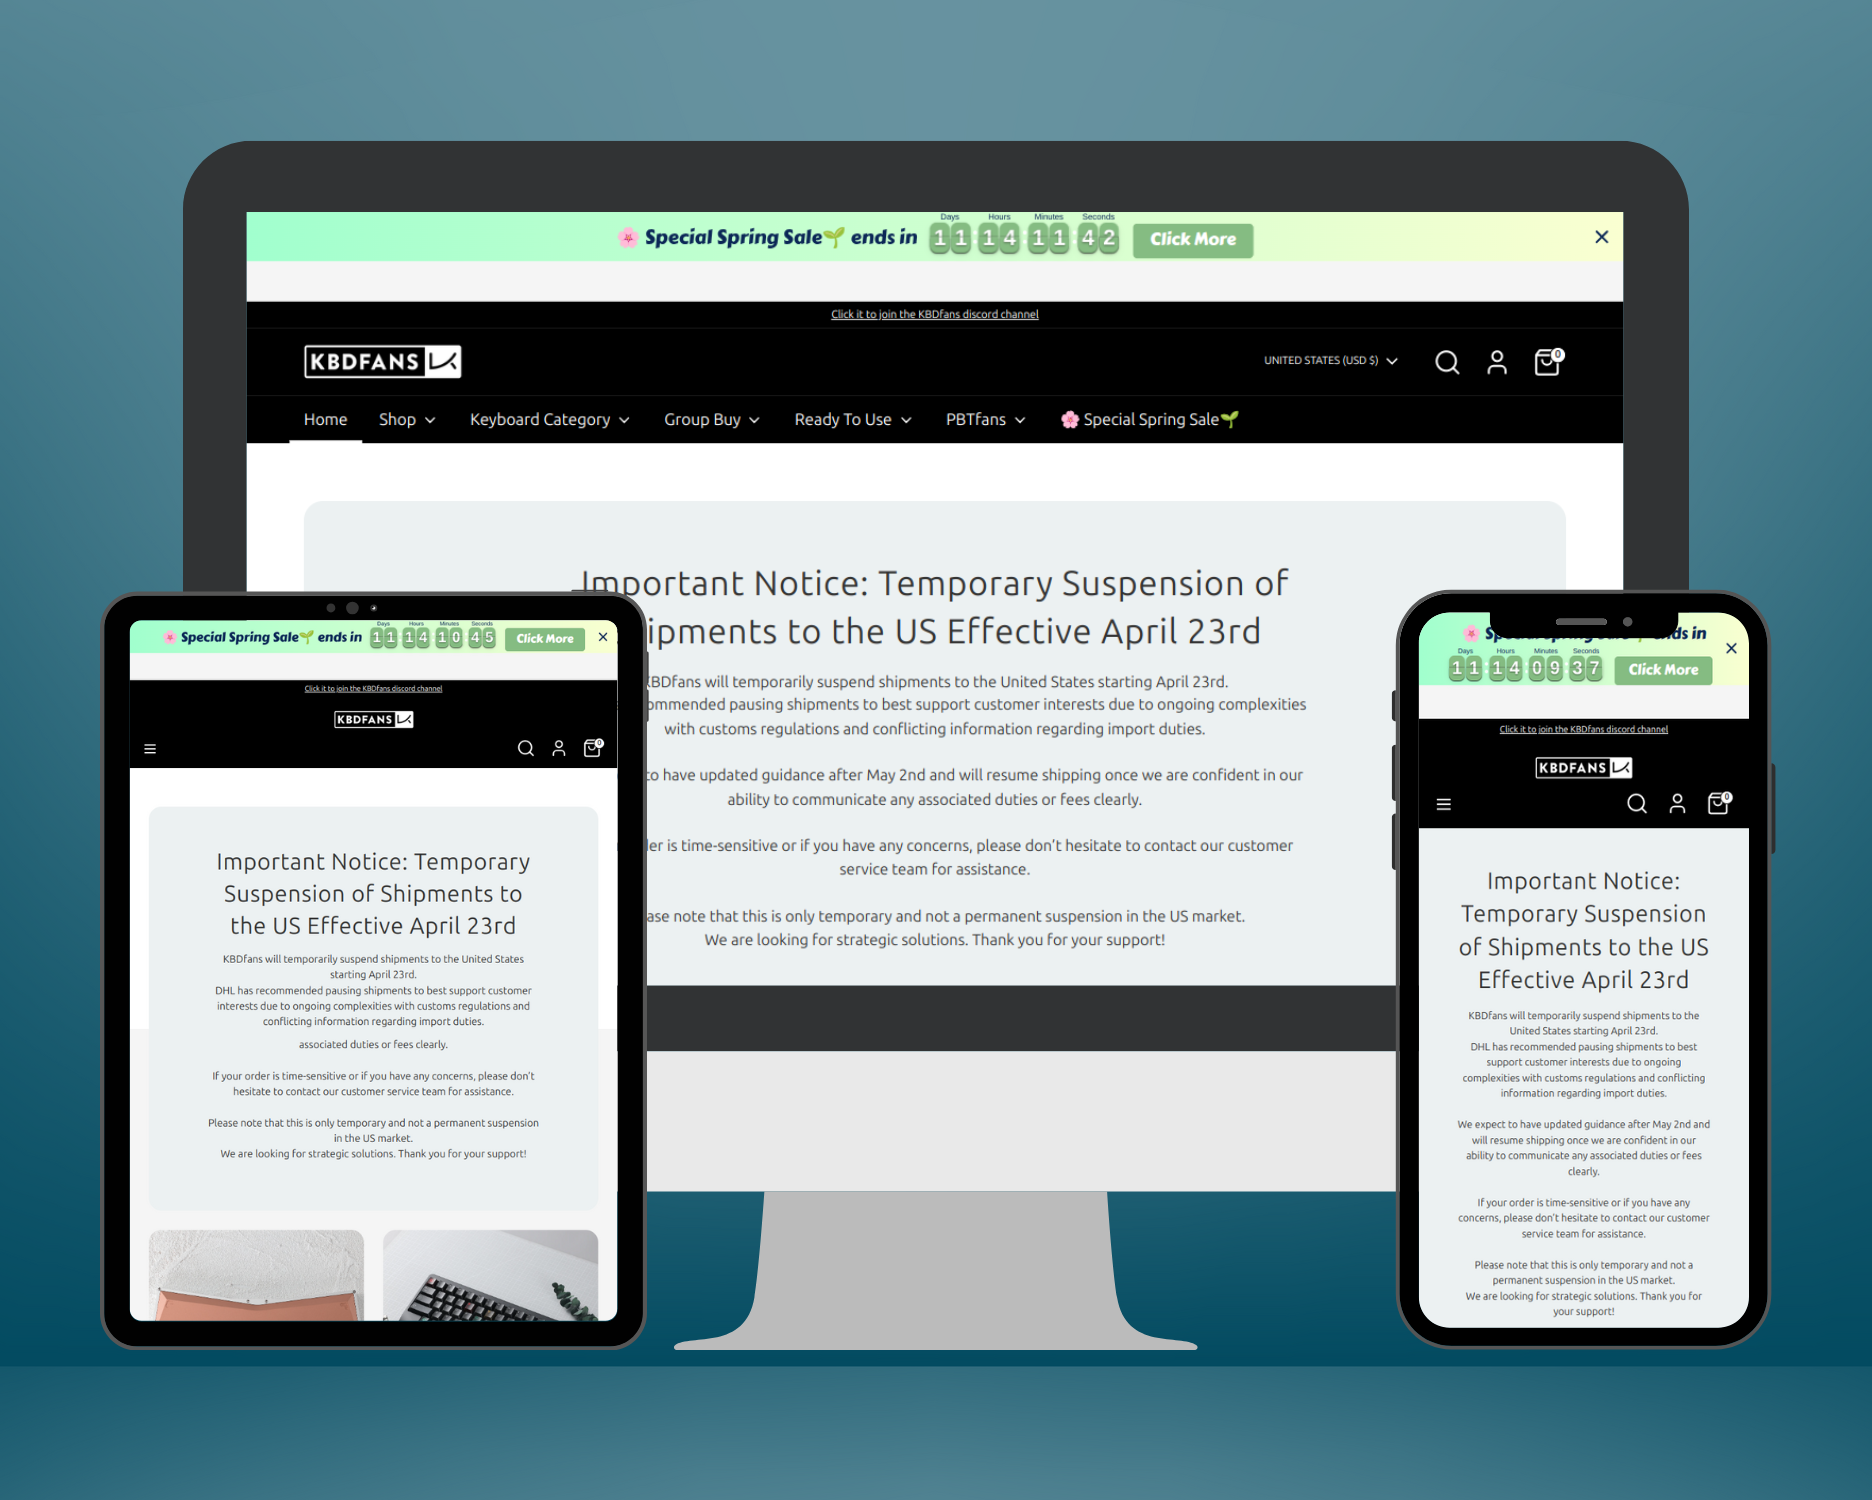 Days Hours Minutes Seconds
🌸 Special Spring Sale🌱 ends in 11 14 11 42 Click More
Click it to join the KBDfans discord channel
KBDFANS
UNITED STATES (USD $)
0
Home Shop Keyboard Category Group Buy Ready To Use PBTfans 🌸 Special Spring Sale🌱
Important Notice: Temporary Suspension of
ipments to the US Effective April 23rd
KBDfans will temporarily suspend shipments to the United States starting April 23rd.
ommended pausing shipments to best support customer interests due to ongoing complexities
with customs regulations and conflicting information regarding import duties.
to have updated guidance after May 2nd and will resume shipping once we are confident in our
ability to communicate any associated duties or fees clearly.
er is time-sensitive or if you have any concerns, please don't hesitate to contact our customer
service team for assistance.
ase note that this is only temporary and not a permanent suspension in the US market.
We are looking for strategic solutions. Thank you for your support!
Days Hours Minutes Seconds
🌸 Special Spring Sale🌱 ends in 11 14 10 45 Click More
Click it to join the KBDfans discord channel
KBDFANS
0
Important Notice: Temporary
Suspension of Shipments to
the US Effective April 23rd
KBDfans will temporarily suspend shipments to the United States
starting April 23rd.
DHL has recommended pausing shipments to best support customer
interests due to ongoing complexities with customs regulations and
conflicting information regarding import duties.
associated duties or fees clearly.
If your order is time-sensitive or if you have any concerns, please don't
hesitate to contact our customer service team for assistance.
Please note that this is only temporary and not a permanent suspension
in the US market.
We are looking for strategic solutions. Thank you for your support!
🌸 Special Spring Sale🌱 ends in
Days Hours Minutes Seconds
11 14 09 37 Click More
Click it to join the KBDfans discord channel
KBDFANS
0
Important Notice:
Temporary Suspension
of Shipments to the US
Effective April 23rd
KBDfans will temporarily suspend shipments to the
United States starting April 23rd.
DHL has recommended pausing shipments to best
support customer interests due to ongoing
complexities with customs regulations and conflicting
information regarding import duties.
We expect to have updated guidance after May 2nd and
will resume shipping once we are confident in our
ability to communicate any associated duties or fees
clearly.
If your order is time-sensitive or if you have any
concerns, please don't hesitate to contact our customer
service team for assistance.
Please note that this is only temporary and not a
permanent suspension in the US market.
We are looking for strategic solutions. Thank you for
your support!